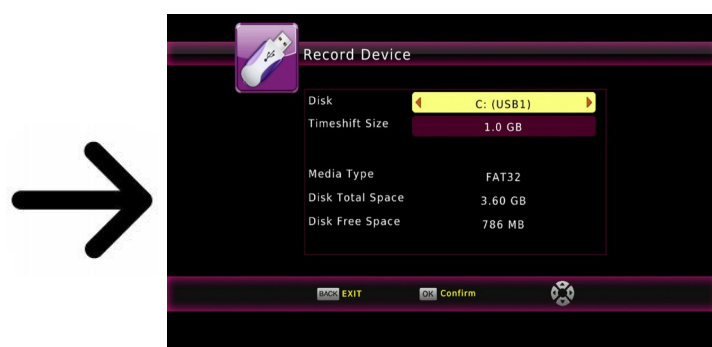 Record Device
Disk C: (USB1)
Timeshift Size 1.0 GB
Media Type FAT32
Disk Total Space 3.60 GB
Disk Free Space 786 MB
BACK EXIT OK Confirm